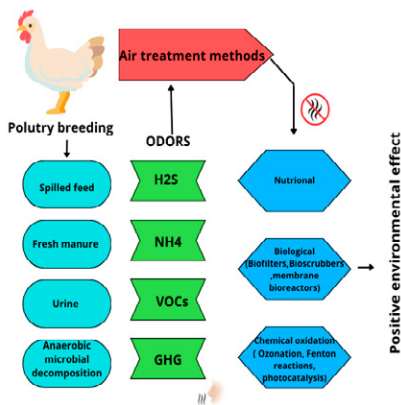 Air treatment methods
Polutry breeding
ODORS
Spilled feed
H2S
Nutrional
Fresh manure
NH4
Biological
(Biofilters,Bioscrubbers
,membrane
bioreactors)
Urine
VOCs
Anaerobic
microbial
decomposition
GHG
Chemical oxidation
( Ozonation, Fenton
reactions,
photocatalysis)
Positive environmental effect